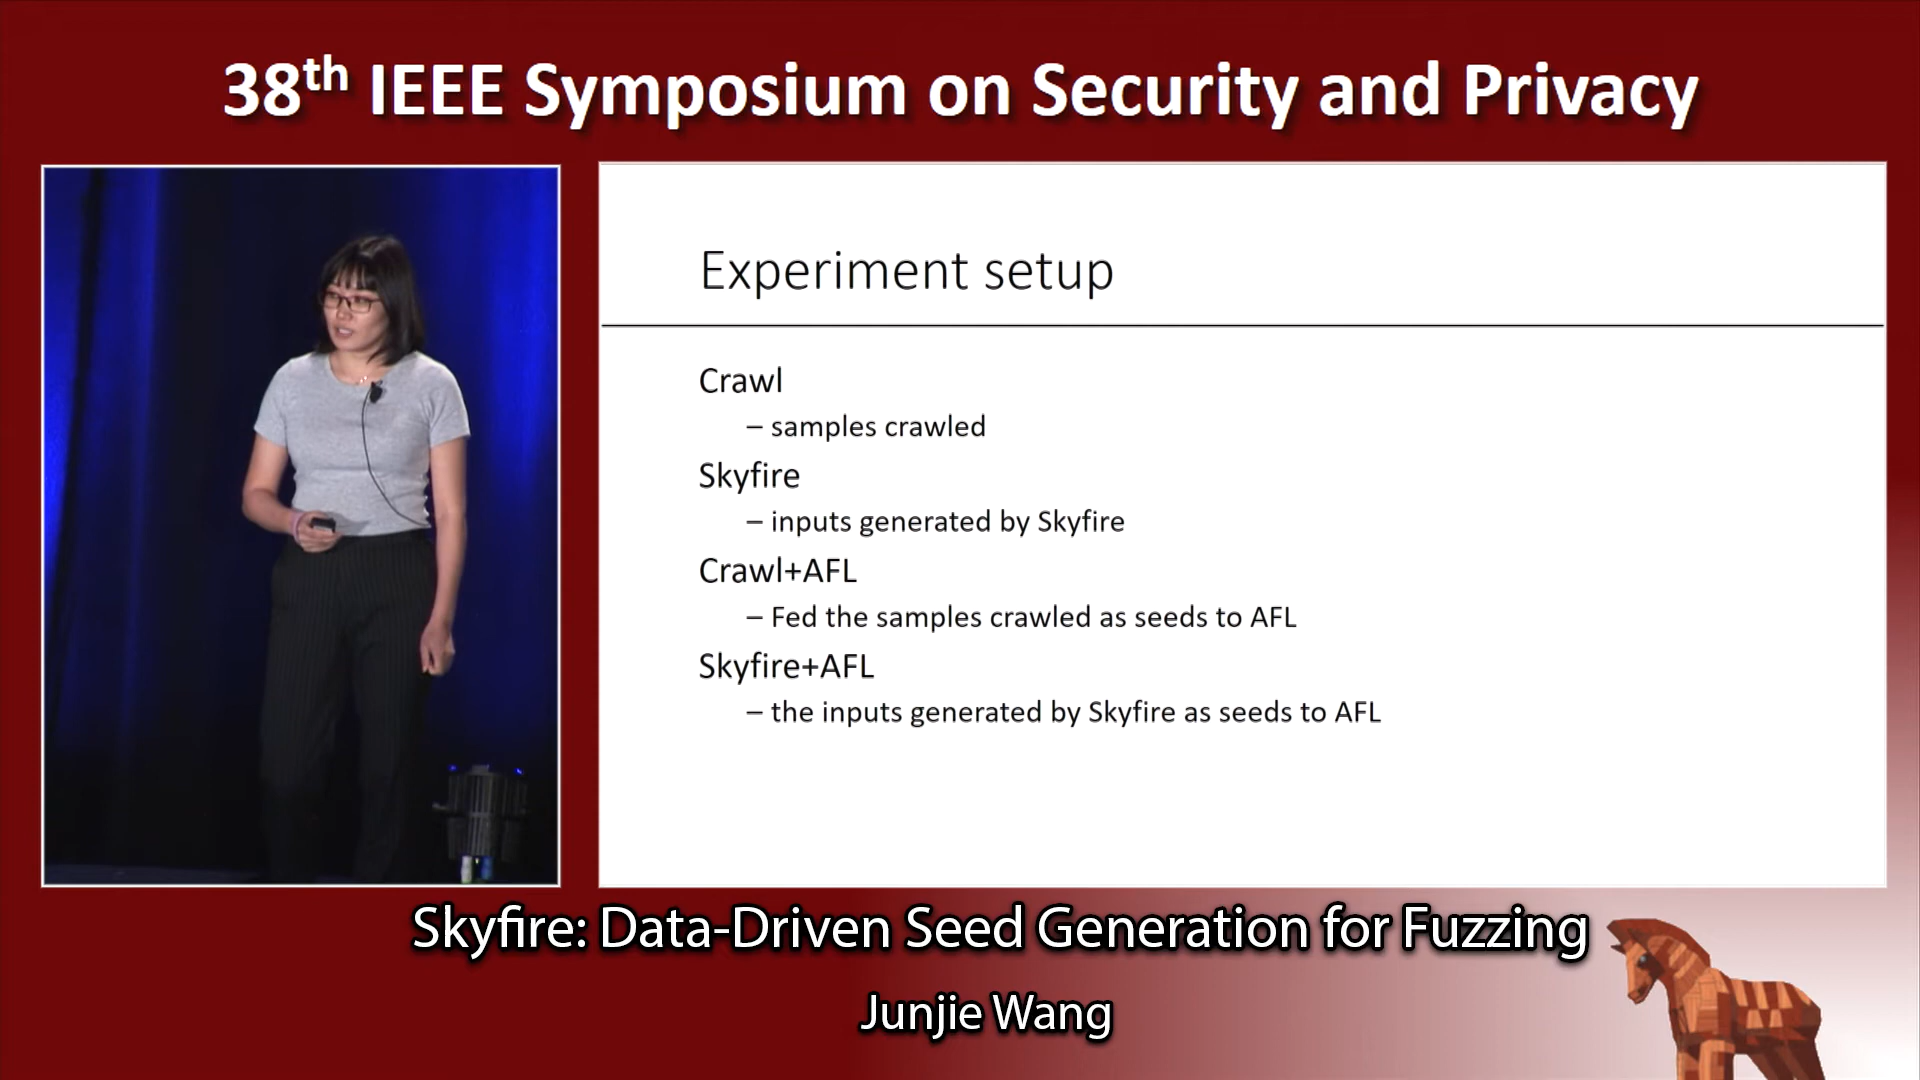 38th IEEE Symposium on Security and Privacy
Experiment setup
Crawl
– samples crawled
Skyfire
– inputs generated by Skyfire
Crawl+AFL
– Fed the samples crawled as seeds to AFL
Skyfire+AFL
– the inputs generated by Skyfire as seeds to AFL
Skyfire: Data-Driven Seed Generation for Fuzzing
Junjie Wang